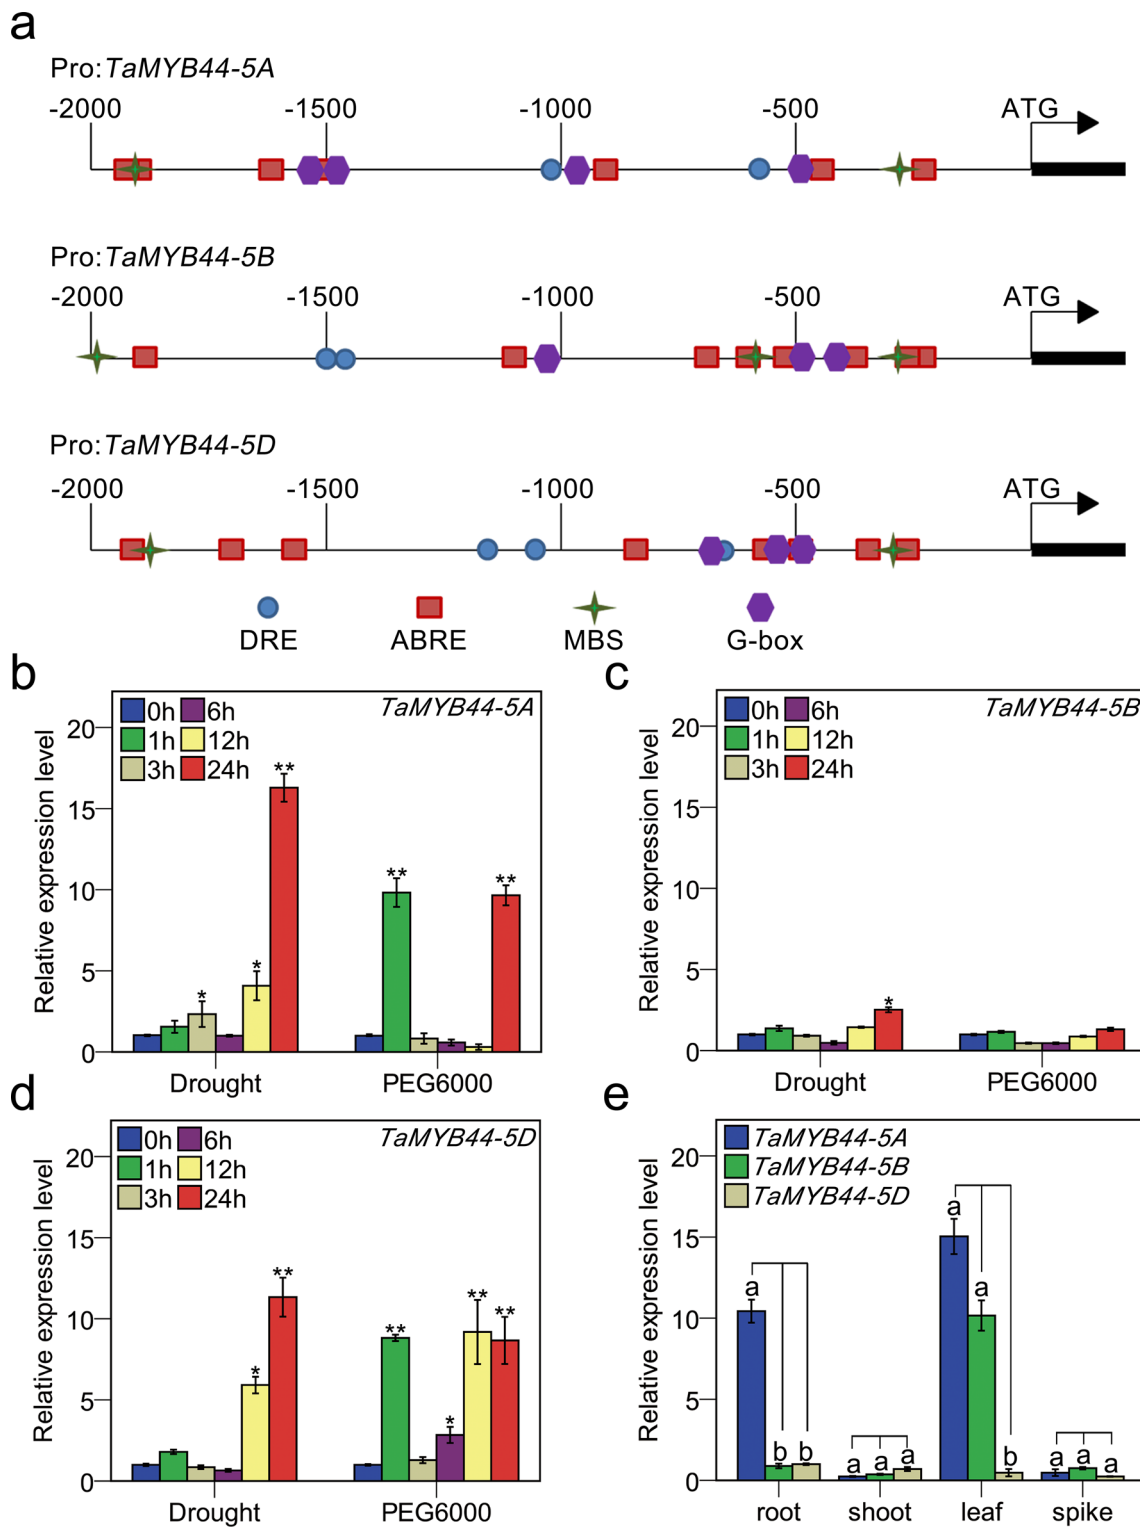 a
Pro:TaMYB44-5A
-2000 -1500 -1000 -500 ATG
Pro:TaMYB44-5B
-2000 -1500 -1000 -500 ATG
Pro:TaMYB44-5D
-2000 -1500 -1000 -500 ATG
DRE ABRE MBS G-box
b
TaMYB44-5A
0h 6h
1h 12h
3h 24h
Relative expression level
20
15
10
5
0
* * ** ** **
Drought PEG6000
c
TaMYB44-5B
0h 6h
1h 12h
3h 24h
Relative expression level
20
15
10
5
0
*
Drought PEG6000
d
TaMYB44-5D
0h 6h
1h 12h
3h 24h
Relative expression level
20
15
10
5
0
* ** ** * ** **
Drought PEG6000
e
TaMYB44-5A
TaMYB44-5B
TaMYB44-5D
Relative expression level
20
15
10
5
0
a b b a a a a a b a a a
root shoot leaf spike